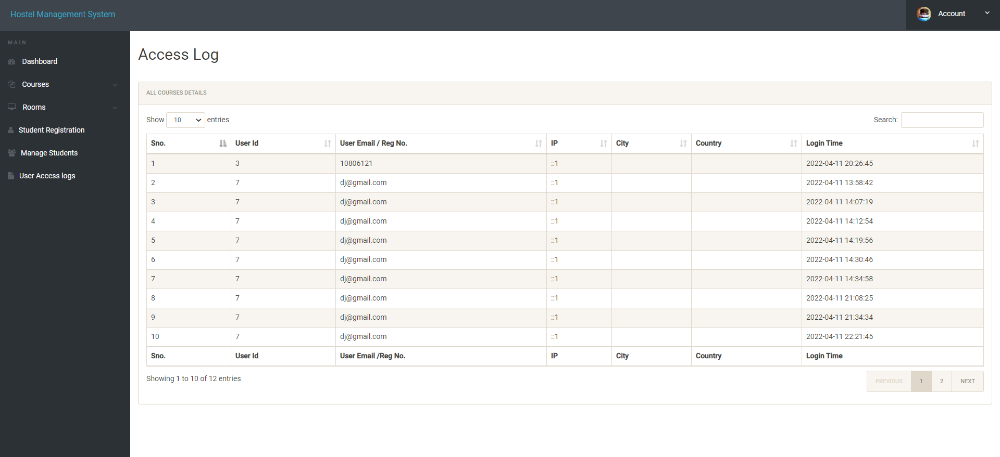 Hostel Management System
Account
MAIN
Dashboard
Courses
Rooms
Student Registration
Manage Students
User Access logs
Access Log
ALL COURSES DETAILS
Show 10 entries
Search:
Sno. User Id User Email / Reg No. IP City Country Login Time
1 3 10806121 ::1 2022-04-11 20:26:45
2 7 dj@gmail.com ::1 2022-04-11 13:58:42
3 7 dj@gmail.com ::1 2022-04-11 14:07:19
4 7 dj@gmail.com ::1 2022-04-11 14:12:54
5 7 dj@gmail.com ::1 2022-04-11 14:19:56
6 7 dj@gmail.com ::1 2022-04-11 14:30:46
7 7 dj@gmail.com ::1 2022-04-11 14:34:58
8 7 dj@gmail.com ::1 2022-04-11 21:08:25
9 7 dj@gmail.com ::1 2022-04-11 21:34:34
10 7 dj@gmail.com ::1 2022-04-11 22:21:45
Sno. User Id User Email /Reg No. IP City Country Login Time
Showing 1 to 10 of 12 entries
PREVIOUS 1 2 NEXT